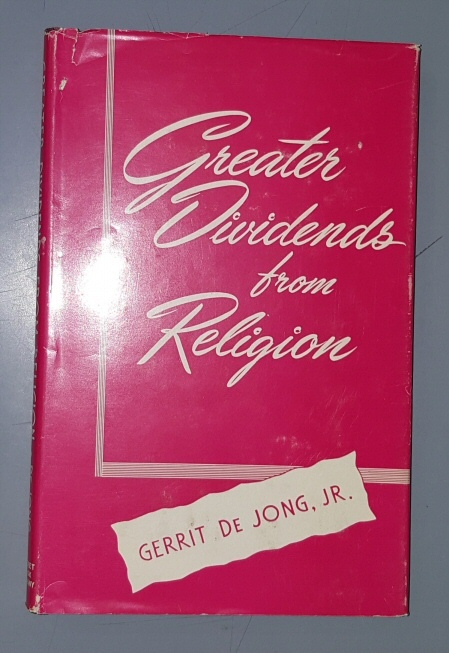 Greater
Dividends
from
Religion
GERRIT DE JONG, JR.